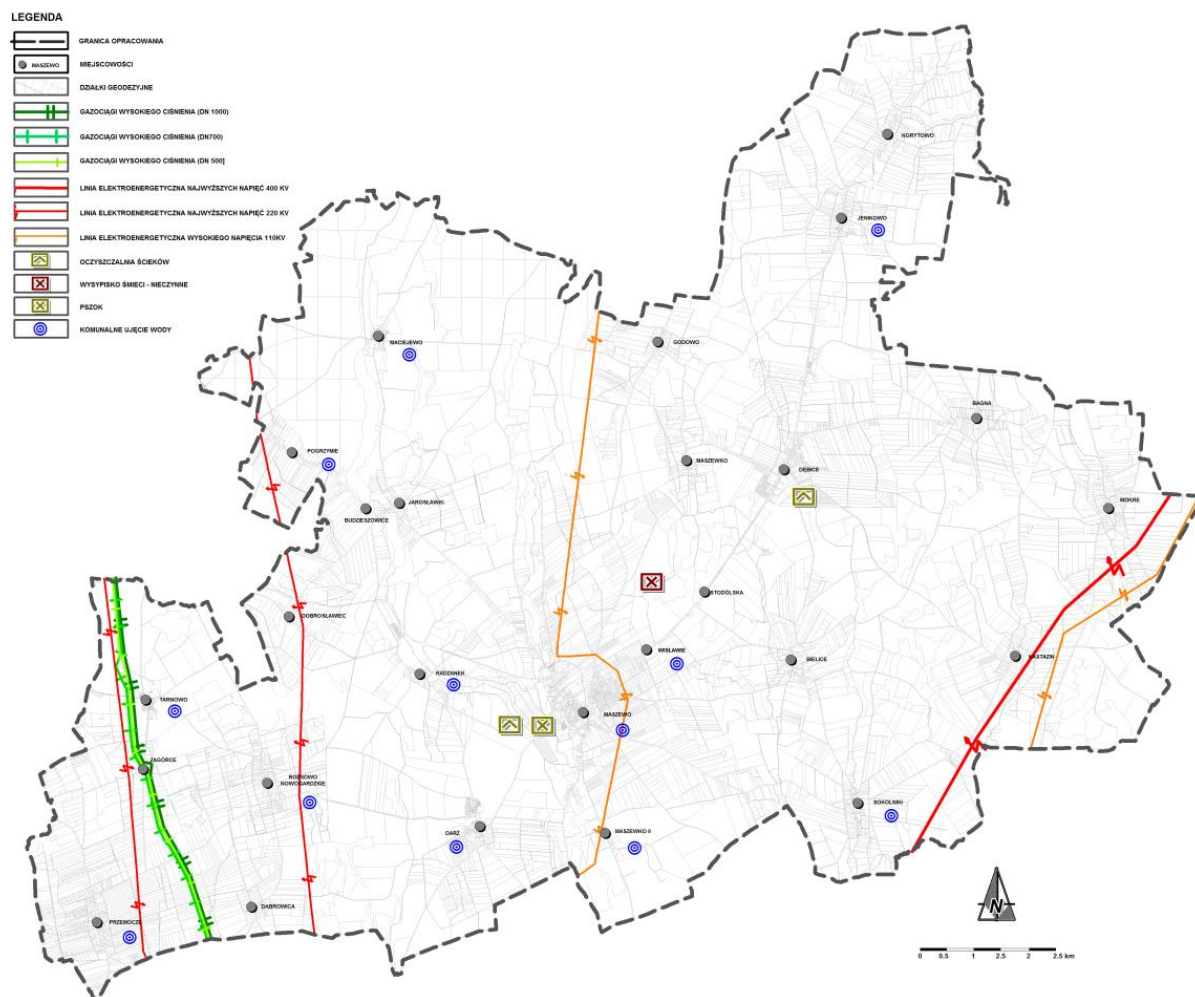 LEGENDA
GRANICA OPRACOWANIA
MASZEWO
MIEJSCOWOŚCI
DZIAŁKI GEODEZYJNE
GAZOCIĄGI WYSOKIEGO CIŚNIENIA (DN 1000)
GAZOCIĄGI WYSOKIEGO CIŚNIENIA (DN700)
GAZOCIĄGI WYSOKIEGO CIŚNIENIA (DN 500]
LINIA ELEKTROENERGETYCZNA NAJWYŻSZYCH NAPIĘĆ 400 KV
LINIA ELEKTROENERGETYCZNA NAJWYŻSZYCH NAPIĘĆ 220 KV
LINIA ELEKTROENERGETYCZNA WYSOKIEGO NAPIĘCIA 110KV
OCZYSZCZALNIA ŚCIEKÓW
WYSYPISKO ŚMIECI - NIECZYNNE
PSZOK
KOMUNALNE UJĘCIE WODY
KORYTOWO
JENIKOWO
MACIEJEWO
GODOWO
BAGNA
POGRZYMIE
MASZEWKO
DĘBICE
JAROSŁAWKI
BUDZIESZOWICE
MOKRE
STODÓLSKA
DOBROSŁAWIEC
WISŁAWIE
BIELICE
NASTAZIN
RADZANEK
TARNOWO
MASZEWO
ZAGÓRCE
ROŻNOWO
NOWOGARDZKIE
SOKOLNIKI
DARŻ
MASZEWKO II
DĄBROWICA
PRZEMOCZE
N
0 0.5 1 1.5 2 2.5 km